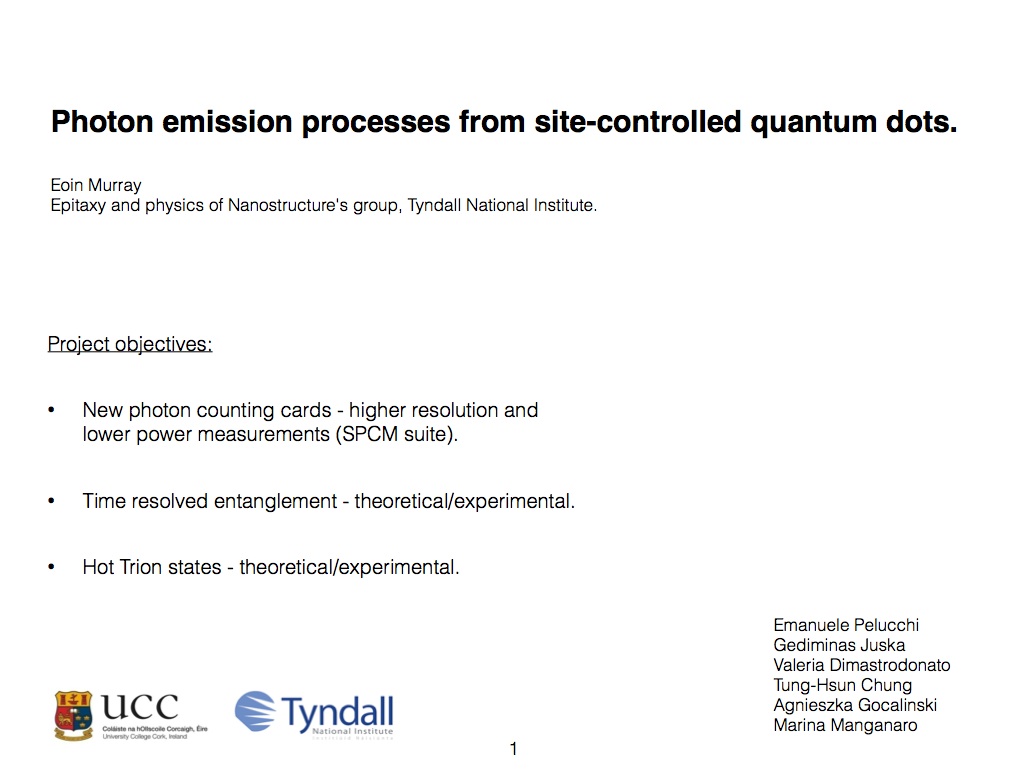 Photon emission processes from site-controlled quantum dots.
Eoin Murray
Epitaxy and physics of Nanostructure's group, Tyndall National Institute.
Project objectives:
• New photon counting cards - higher resolution and
lower power measurements (SPCM suite).
• Time resolved entanglement - theoretical/experimental.
• Hot Trion states - theoretical/experimental.
Emanuele Pelucchi
Gediminas Juska
Valeria Dimastrodonato
Tung-Hsun Chung
Agnieszka Gocalinski
Marina Manganaro
UCC
Coláiste na hOllscoile Corcaigh, Éire
University College Cork, Ireland
Tyndall
National Institute
1